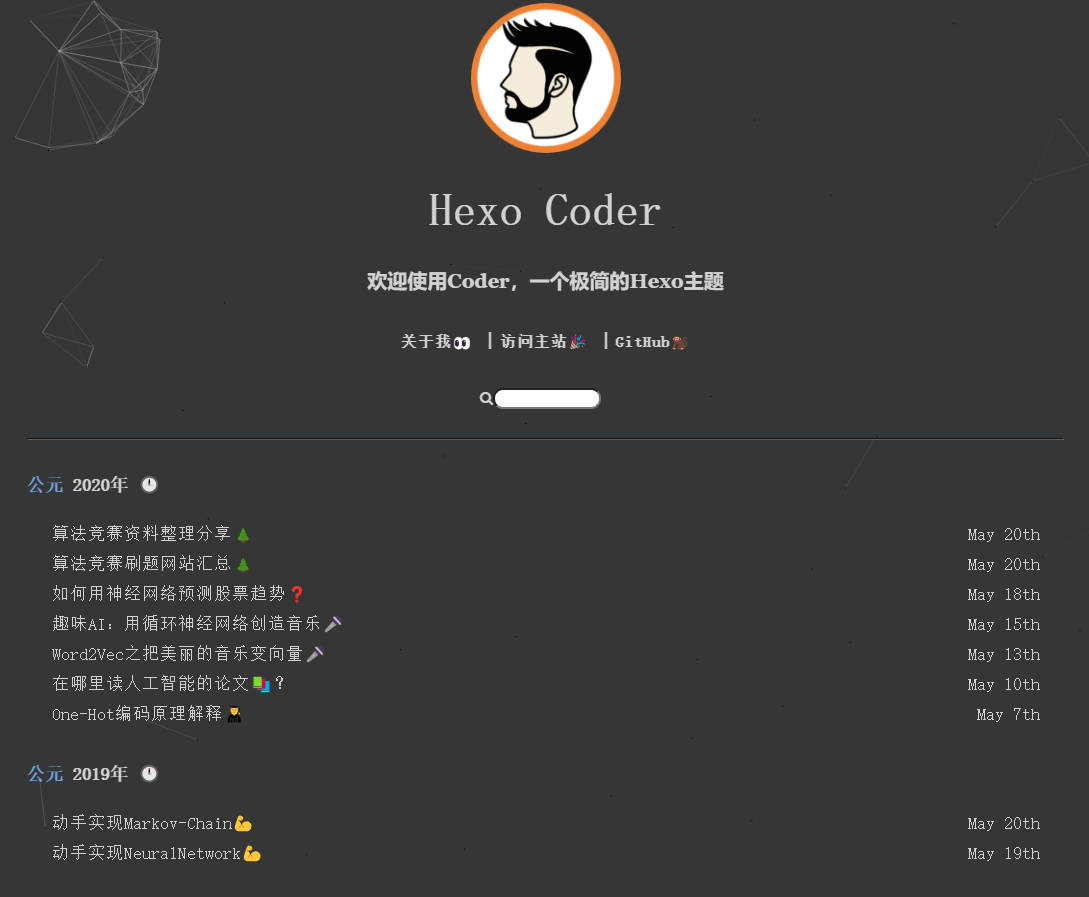 Hexo Coder
欢迎使用Coder，一个极简的Hexo主题
关于我👀 | 访问主站🎉 | GitHub🐿️
公元 2020年 🕛
算法竞赛资料整理分享🌲 May 20th
算法竞赛刷题网站汇总🌲 May 20th
如何用神经网络预测股票趋势❓ May 18th
趣味AI：用循环神经网络创造音乐🎤 May 15th
Word2Vec之把美丽的音乐变向量🎤 May 13th
在哪里读人工智能的论文📚？ May 10th
One-Hot编码原理解释👩‍🎓 May 7th
公元 2019年 🕛
动手实现Markov-Chain💪 May 20th
动手实现NeuralNetwork💪 May 19th